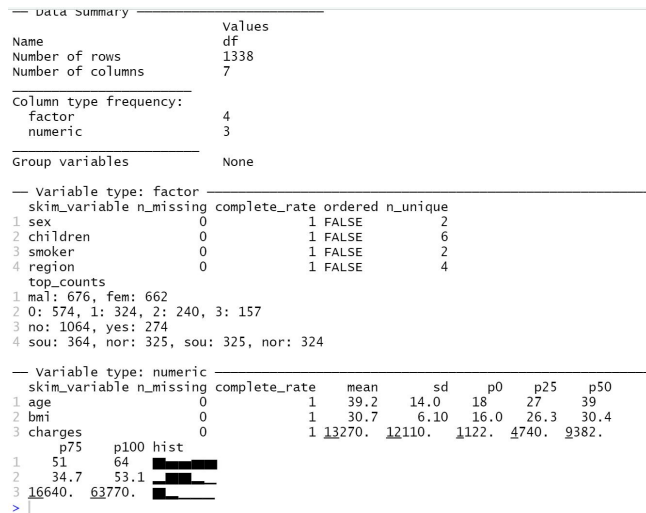 ── Data Summary ────────────────────────
                           Values
Name                       df
Number of rows             1338
Number of columns          7
_______________________
Column type frequency:
  factor                   4
  numeric                  3
________________________
Group variables            None

── Variable type: factor ────────────────────────
  skim_variable n_missing complete_rate ordered n_unique
1 sex                   0             1 FALSE          2
2 children              0             1 FALSE          6
3 smoker                0             1 FALSE          2
4 region                0             1 FALSE          4
  top_counts
1 mal: 676, fem: 662
2 0: 574, 1: 324, 2: 240, 3: 157
3 no: 1064, yes: 274
4 sou: 364, nor: 325, sou: 325, nor: 324

── Variable type: numeric ────────────────────────
  skim_variable n_missing complete_rate    mean       sd     p0    p25    p50
1 age                   0             1    39.2    14.0    18     27     39
2 bmi                   0             1    30.7     6.10   16.0   26.3   30.4
3 charges               0             1 13270.  12110.   1122.  4740.  9382.
      p75    p100 hist
1    51      64   
2    34.7    53.1 
3 16640.  63770.  
>